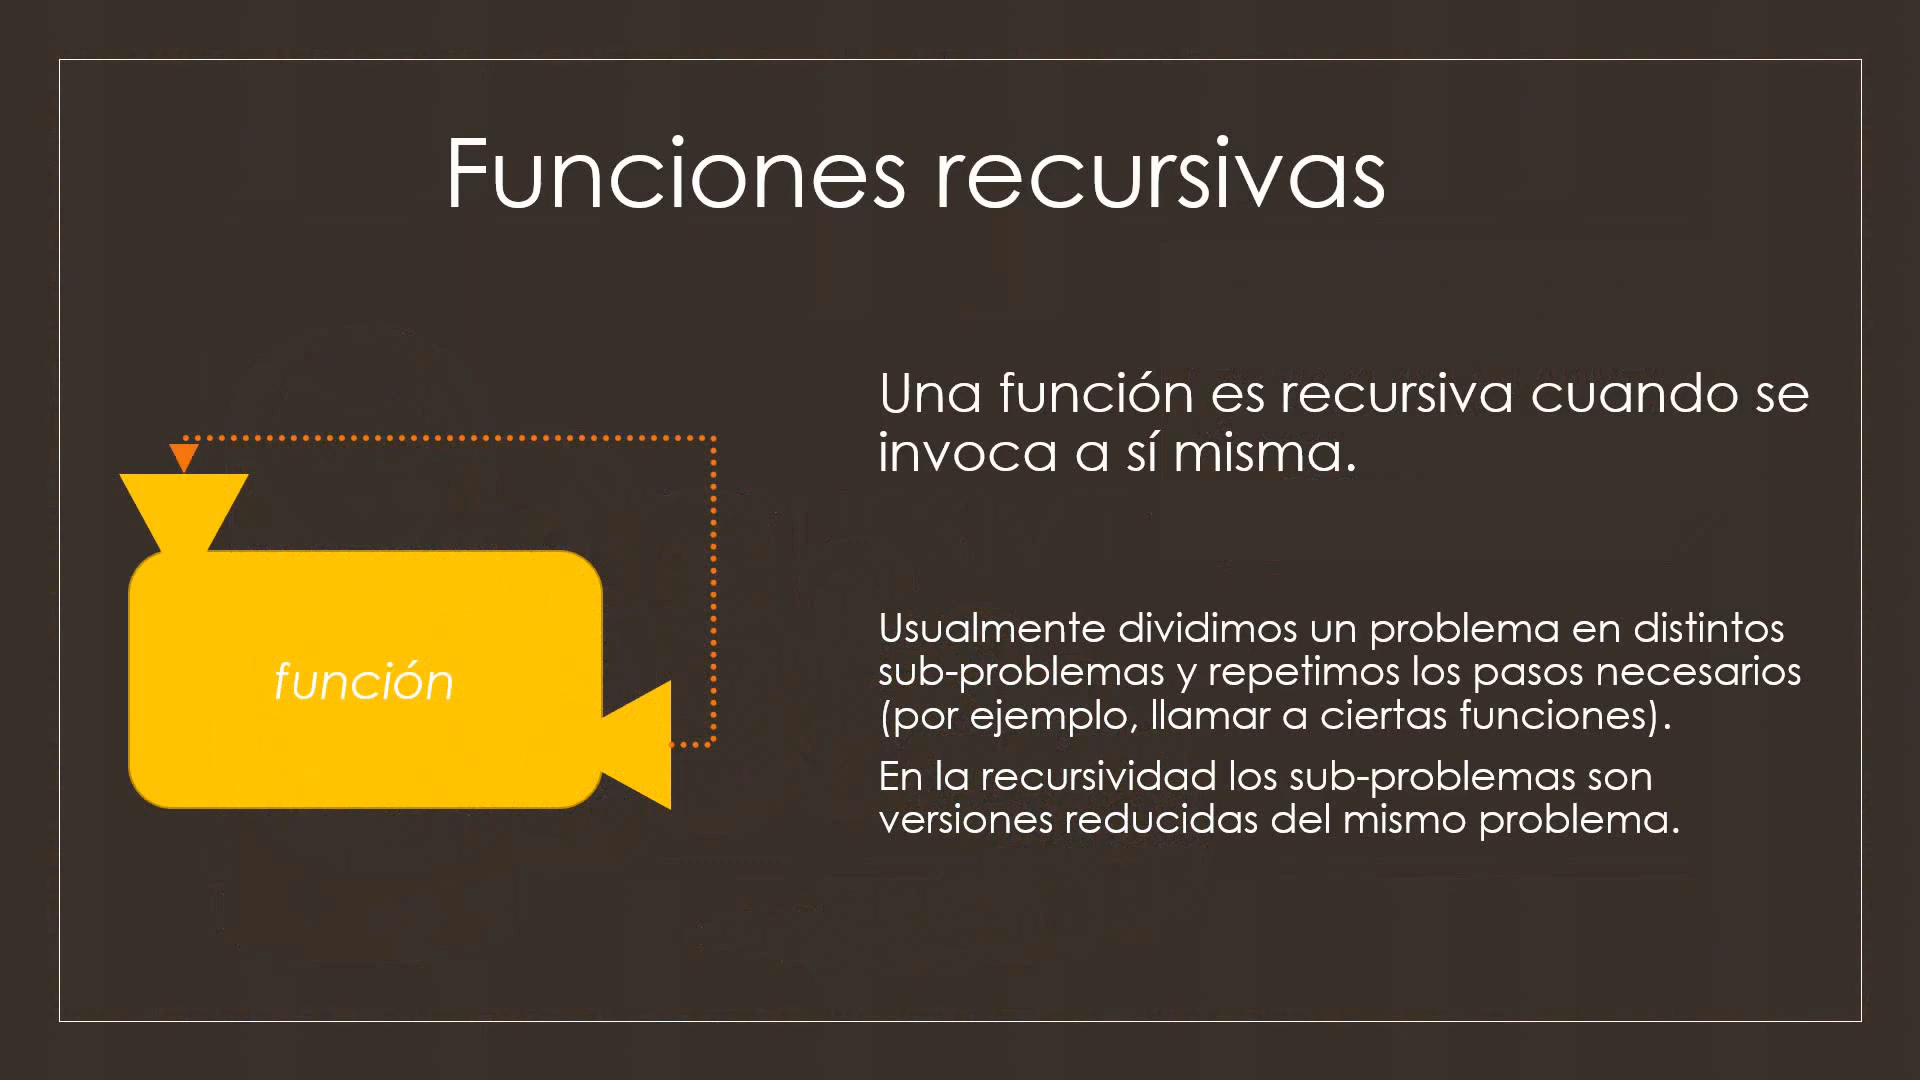 Funciones recursivas
Una función es recursiva cuando se
invoca a sí misma.
función
Usualmente dividimos un problema en distintos
sub-problemas y repetimos los pasos necesarios
(por ejemplo, llamar a ciertas funciones).
En la recursividad los sub-problemas son
versiones reducidas del mismo problema.